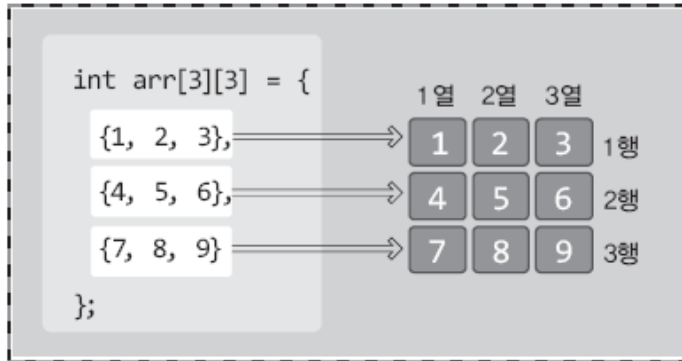 int arr[3][3] = {
{1, 2, 3},
{4, 5, 6},
{7, 8, 9}
};
1열 2열 3열
1 2 3 1행
4 5 6 2행
7 8 9 3행